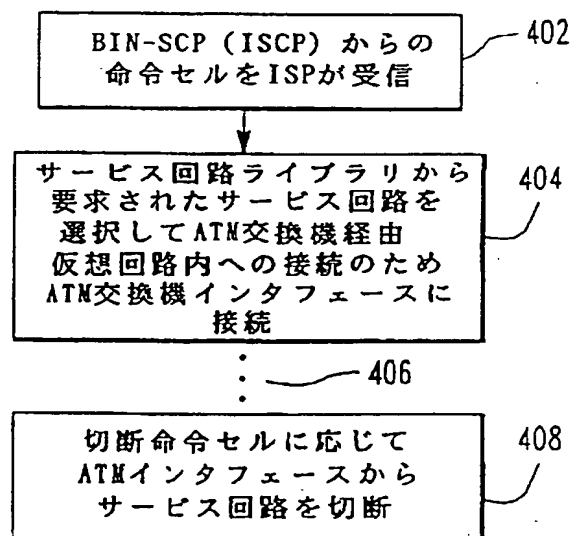 BIN-SCP (ISCP) からの
命令セルをISPが受信
402
サービス回路ライブラリから
要求されたサービス回路を
選択してATM交換機経由
仮想回路内への接続のため
ATM交換機インタフェースに
接続
404
406
切断命令セルに応じて
ATMインタフェースから
サービス回路を切断
408